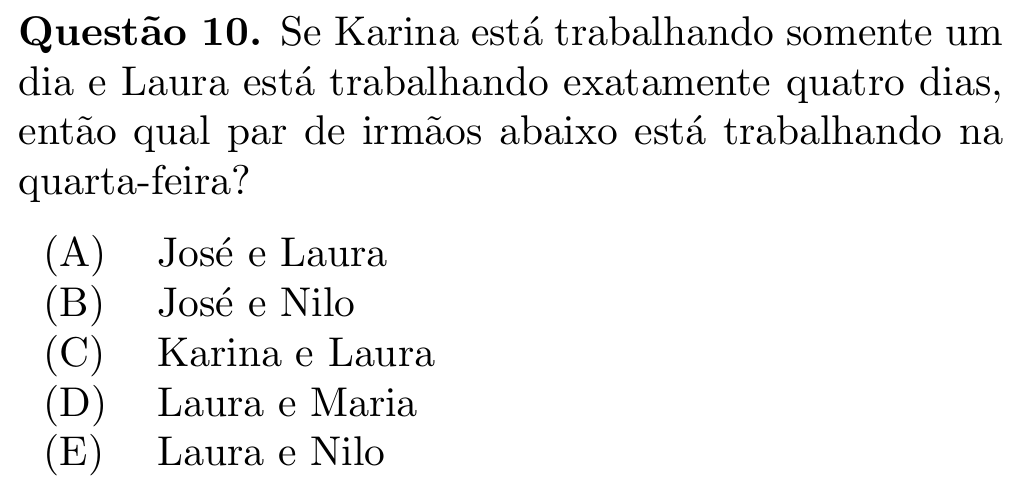 Questão 10. Se Karina está trabalhando somente um
dia e Laura está trabalhando exatamente quatro dias,
então qual par de irmãos abaixo está trabalhando na
quarta-feira?
(A) José e Laura
(B) José e Nilo
(C) Karina e Laura
(D) Laura e Maria
(E) Laura e Nilo